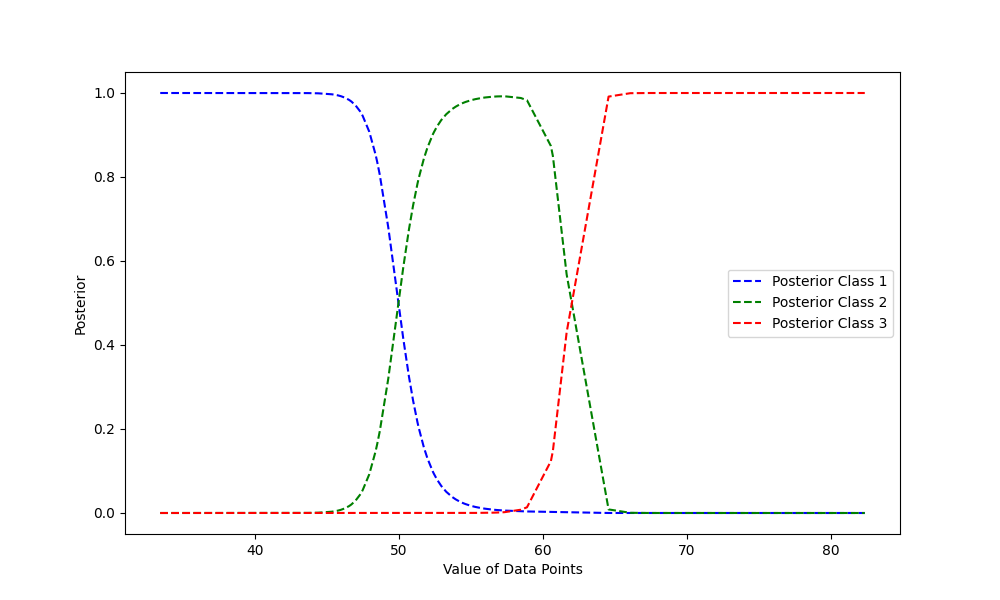 1.0
0.8
0.6
0.4
0.2
0.0
Posterior
40 50 60 70 80
Value of Data Points
Posterior Class 1
Posterior Class 2
Posterior Class 3